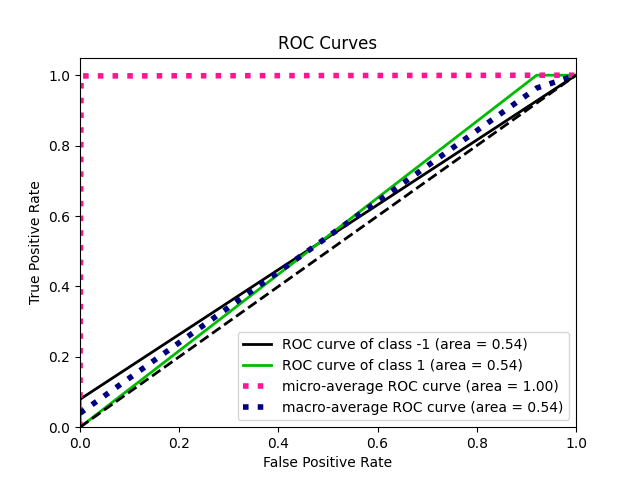 ROC Curves
True Positive Rate
1.0
0.8
0.6
0.4
0.2
0.0
0.0 0.2 0.4 0.6 0.8 1.0
False Positive Rate
ROC curve of class -1 (area = 0.54)
ROC curve of class 1 (area = 0.54)
micro-average ROC curve (area = 1.00)
macro-average ROC curve (area = 0.54)